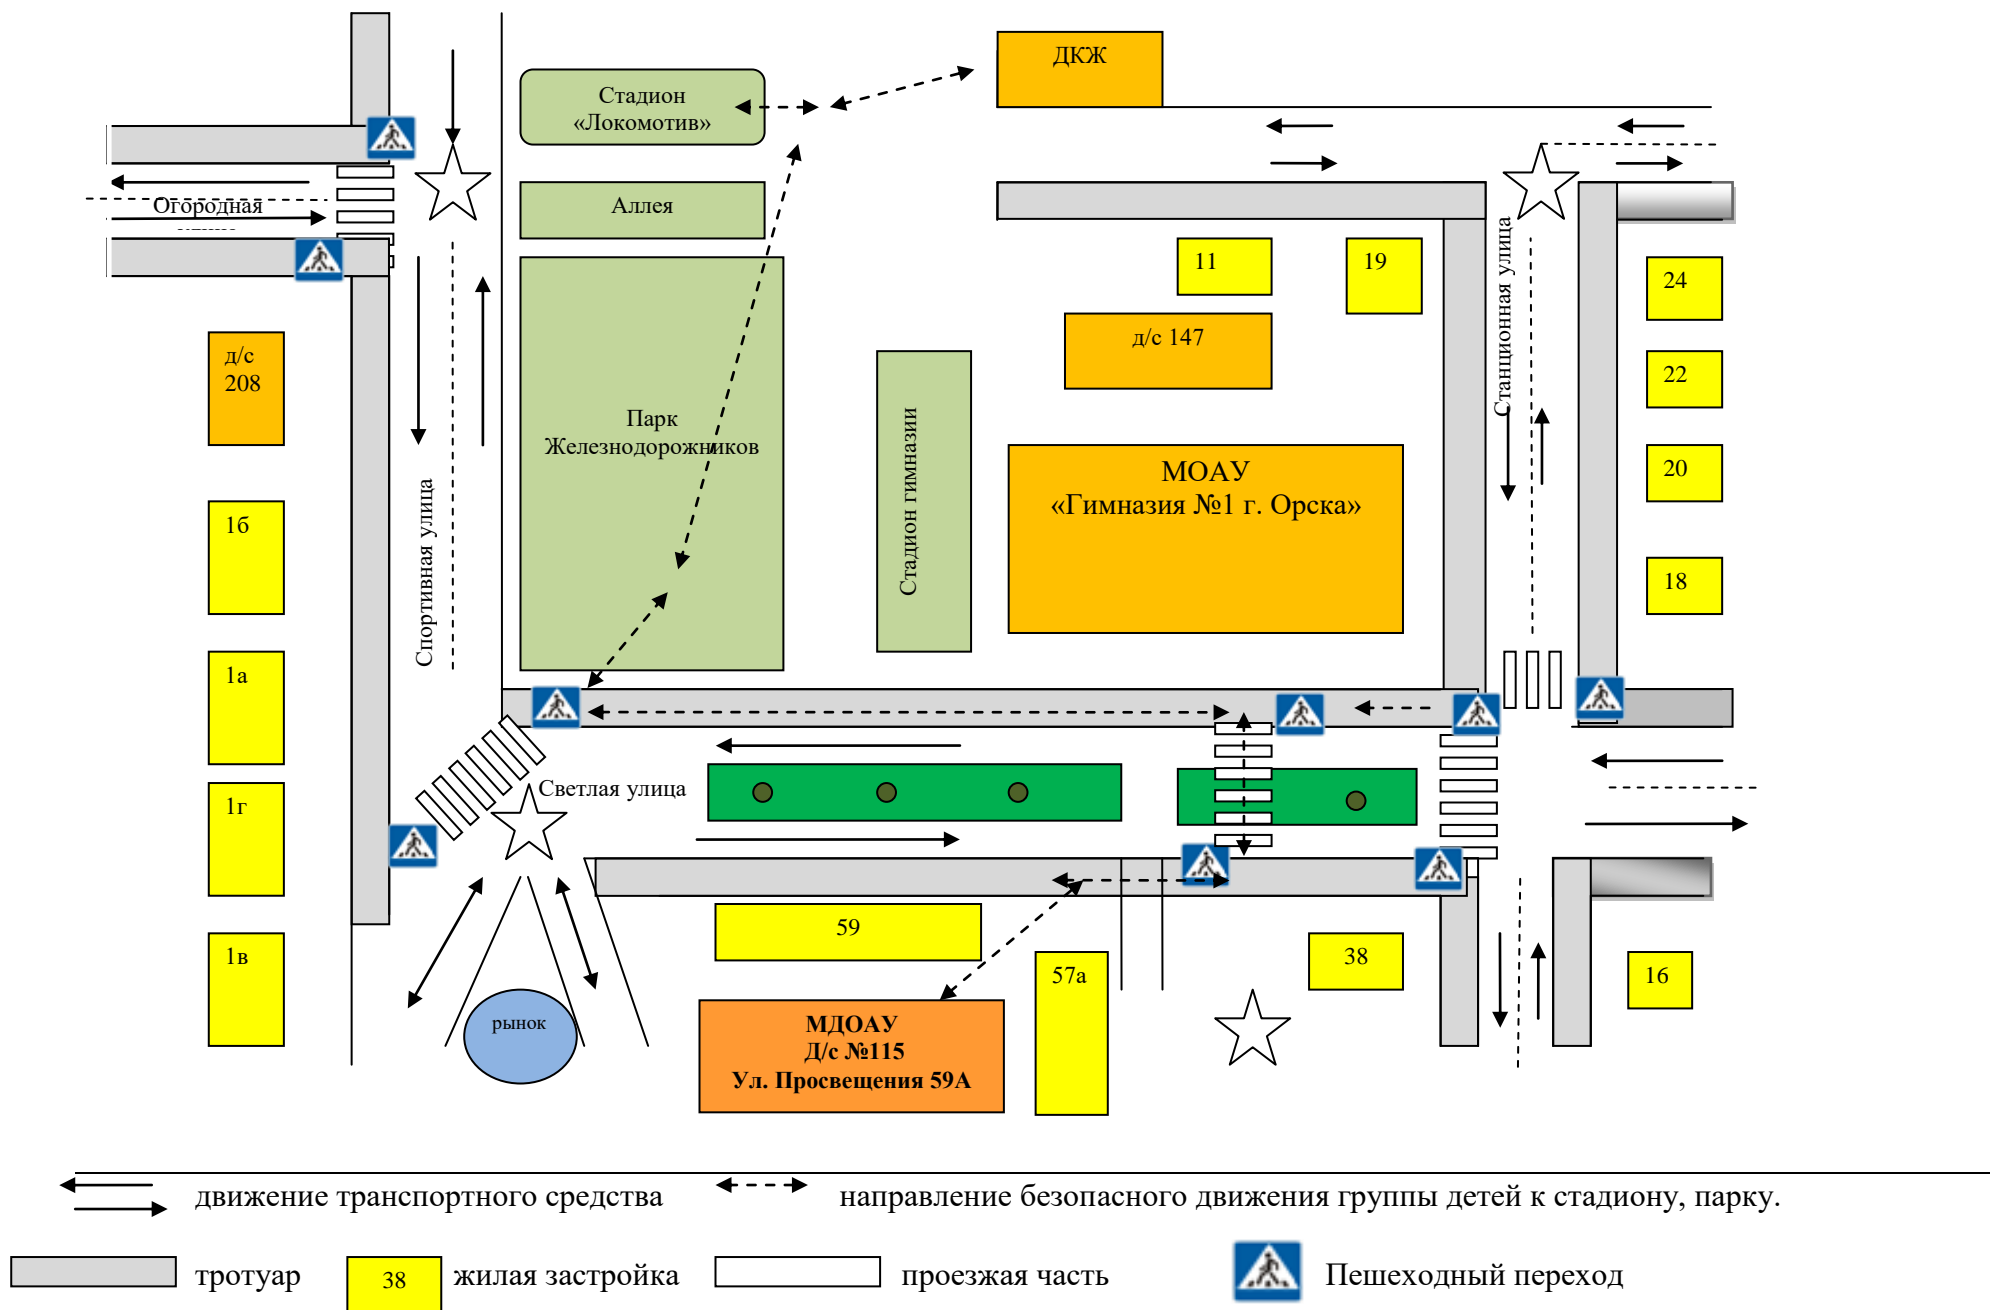 ДКЖ
Стадион
«Локомотив»
Аллея
Огородная
11
19
24
Станционная улица
д/с 147
д/с
208
22
Парк
Железнодорожников
Стадион гимназии
МОАУ
«Гимназия №1 г. Орска»
20
Спортивная улица
1б
18
1а
Светлая улица
1г
59
1в
57а
38
16
рынок
МДОАУ
Д/с №115
Ул. Просвещения 59А
движение транспортного средства
направление безопасного движения группы детей к стадиону, парку.
тротуар
38
жилая застройка
проезжая часть
Пешеходный переход